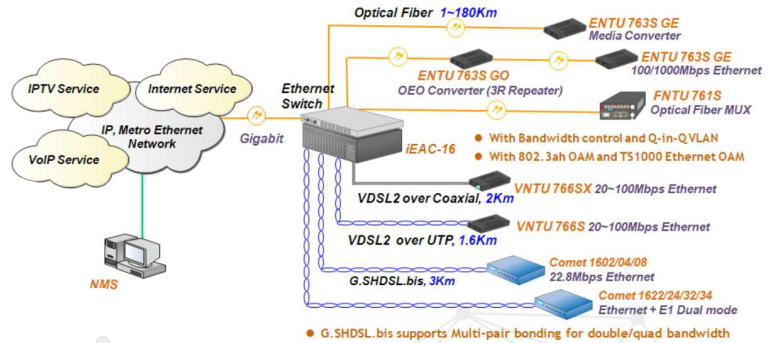 Optical Fiber 1~180Km
ENTU 763S GE
Media Converter
ENTU 763S GO
OEO Converter (3R Repeater)
ENTU 763S GE
100/1000Mbps Ethernet
IPTV Service
Internet Service
IP, Metro Ethernet
Network
VoIP Service
Gigabit
Ethernet
Switch
iEAC-16
FNTU 761S
Optical Fiber MUX
With Bandwidth control and Q-in-Q VLAN
With 802.3ah OAM and TS1000 Ethernet OAM
VNTU 766SX 20~100Mbps Ethernet
VDSL2 over Coaxial, 2Km
VNTU 766S 20~100Mbps Ethernet
VDSL2 over UTP, 1.6Km
NMS
G.SHDSL.bis, 3Km
Comet 1602/04/08
22.8Mbps Ethernet
Comet 1622/24/32/34
Ethernet + E1 Dual mode
G.SHDSL.bis supports Multi-pair bonding for double/quad bandwidth